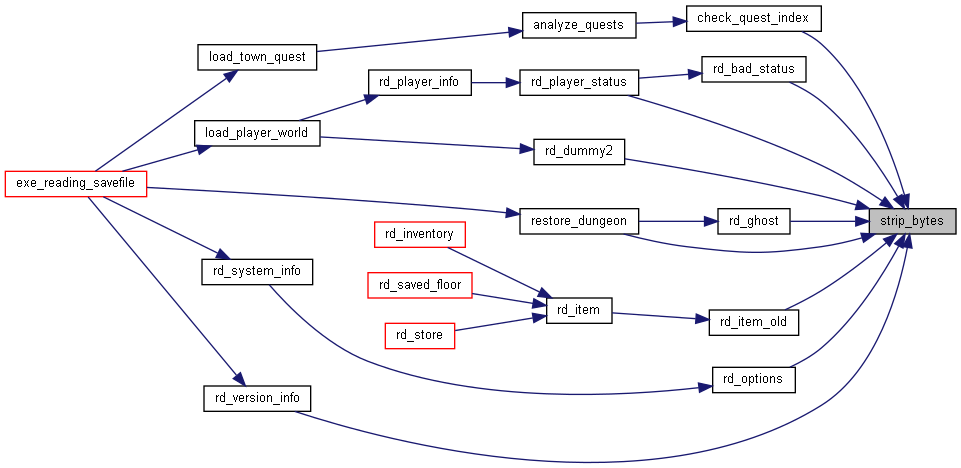 check_quest_index
analyze_quests
load_town_quest
rd_bad_status
rd_player_info
rd_player_status
load_player_world
rd_dummy2
exe_reading_savefile
restore_dungeon
rd_ghost
strip_bytes
rd_inventory
rd_system_info
rd_saved_floor
rd_item
rd_item_old
rd_store
rd_options
rd_version_info